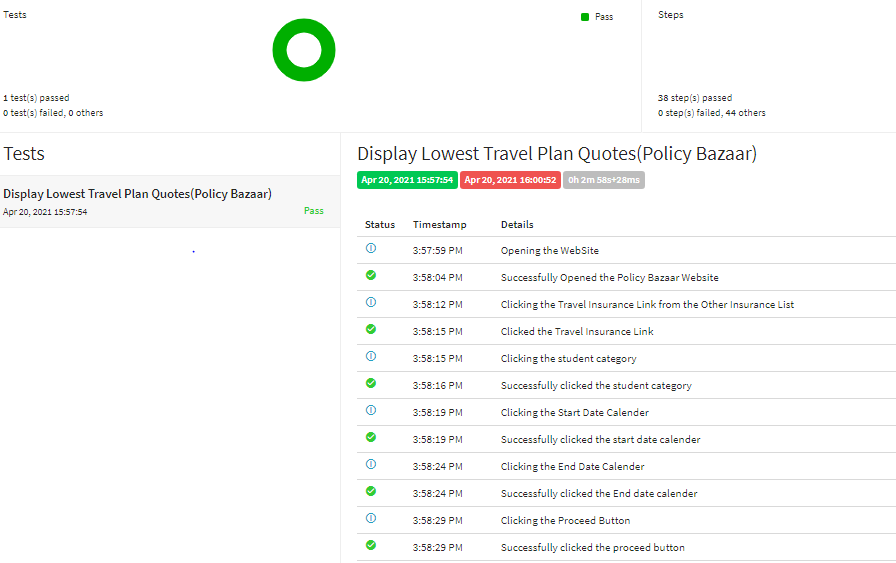 Tests
Pass
Steps
1 test(s) passed
0 test(s) failed, 0 others
38 step(s) passed
0 step(s) failed, 44 others
Tests
Display Lowest Travel Plan Quotes(Policy Bazaar)
Apr 20, 2021 15:57:54
Pass
Display Lowest Travel Plan Quotes(Policy Bazaar)
Apr 20, 2021 15:57:54 Apr 20, 2021 16:00:52 0h 2m 58s+28ms
Status Timestamp Details
3:57:59 PM Opening the WebSite
3:58:04 PM Successfully Opened the Policy Bazaar Website
3:58:12 PM Clicking the Travel Insurance Link from the Other Insurance List
3:58:15 PM Clicked the Travel Insurance Link
3:58:15 PM Clicking the student category
3:58:16 PM Successfully clicked the student category
3:58:19 PM Clicking the Start Date Calender
3:58:19 PM Successfully clicked the start date calender
3:58:24 PM Clicking the End Date Calender
3:58:24 PM Successfully clicked the End date calender
3:58:29 PM Clicking the Proceed Button
3:58:29 PM Successfully clicked the proceed button